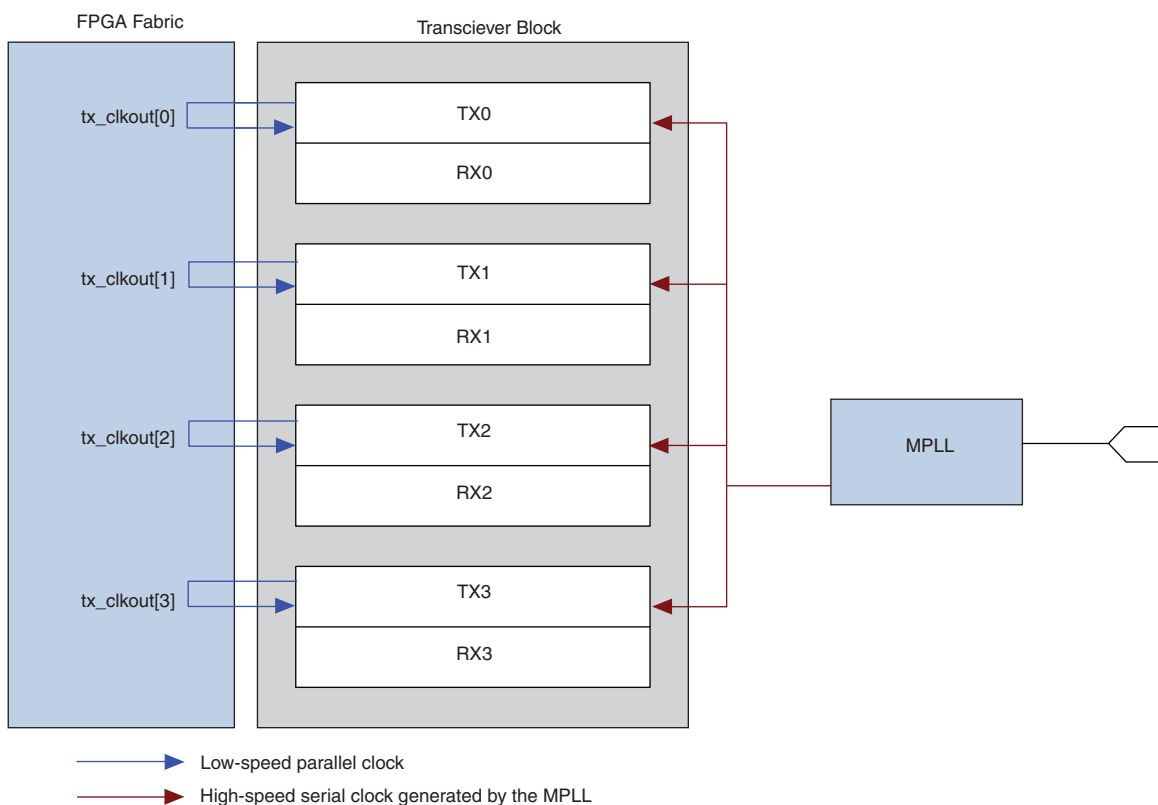 FPGA Fabric
Transciever Block
tx_clkout[0]
TX0
RX0
tx_clkout[1]
TX1
RX1
tx_clkout[2]
TX2
RX2
MPLL
tx_clkout[3]
TX3
RX3
Low-speed parallel clock
High-speed serial clock generated by the MPLL